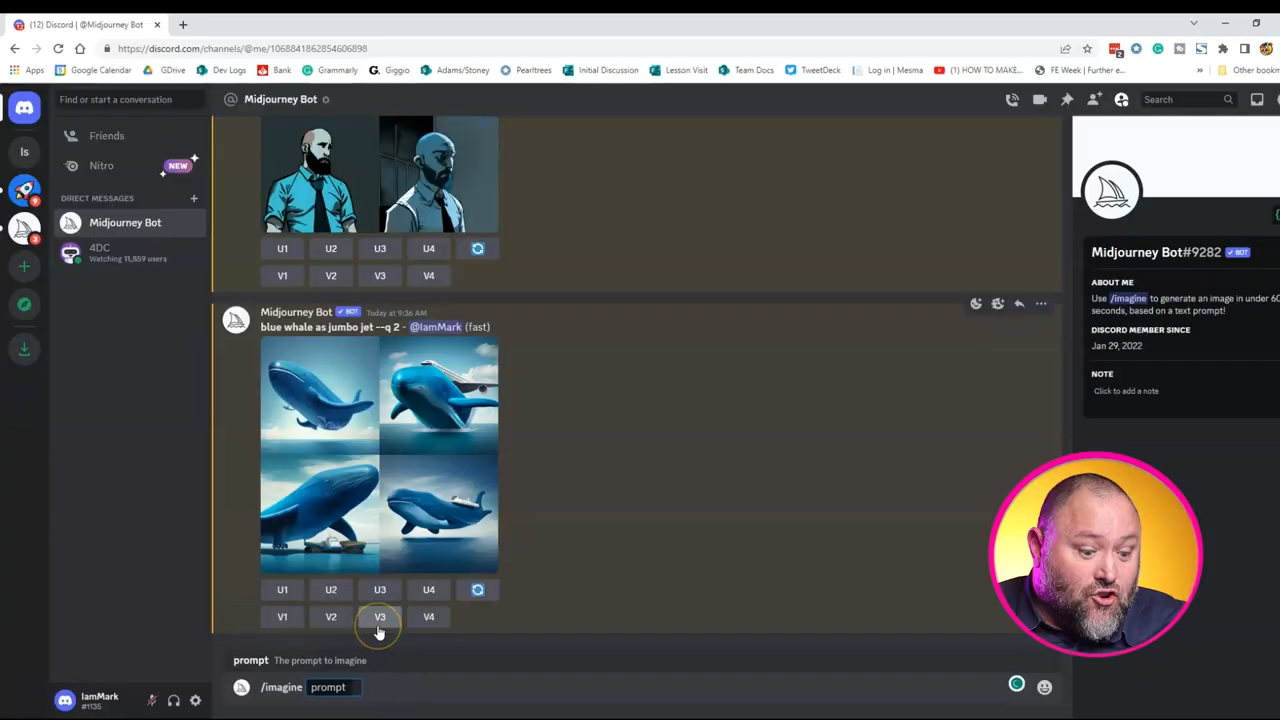 (12) Discord | @Midjourney Bot
https://discord.com/channels/@me/1068841862854606898
Apps
Google Calendar
GDrive
Dev Logs
Bank
Grammarly
Giggio
Adams/Stoney
Pearltrees
Initial Discussion
Lesson Visit
Team Docs
TweetDeck
Log in | Mesma
(1) HOW TO MAKE...
FE Week | Further e...
»
Other bookm
Find or start a conversation
Midjourney Bot
Search
Is
Friends
Nitro
NEW
DIRECT MESSAGES
Midjourney Bot
4DC
Watching 11,859 users
9
3
U1 U2 U3 U4
V1 V2 V3 V4
Midjourney Bot BOT Today at 9:36 AM
blue whale as jumbo jet --q 2 - @IamMark (fast)
U1 U2 U3 U4
V1 V2 V3 V4
prompt The prompt to imagine
/imagine prompt
IamMark
#1135
Midjourney Bot#9282 BOT
ABOUT ME
Use /imagine to generate an image in under 60
seconds, based on a text prompt!
DISCORD MEMBER SINCE
Jan 29, 2022
NOTE
Click to add a note